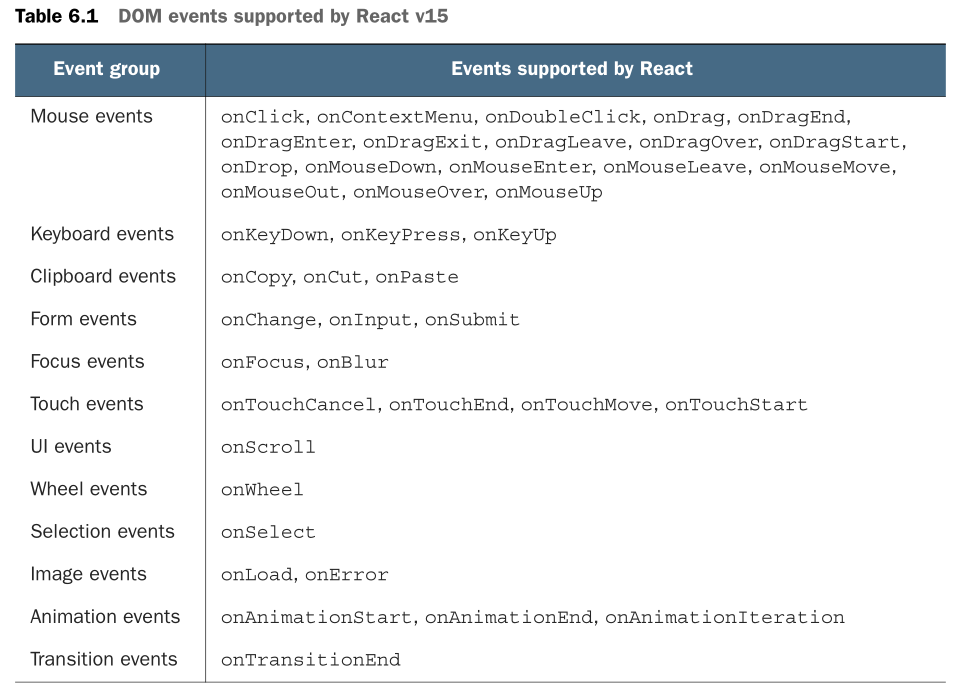 Table 6.1 DOM events supported by React v15
Event group Events supported by React
Mouse events onClick, onContextMenu, onDoubleClick, onDrag, onDragEnd,
onDragEnter, onDragExit, onDragLeave, onDragOver, onDragStart,
onDrop, onMouseDown, onMouseEnter, onMouseLeave, onMouseMove,
onMouseOut, onMouseOver, onMouseUp
Keyboard events onKeyDown, onKeyPress, onKeyUp
Clipboard events onCopy, onCut, onPaste
Form events onChange, onInput, onSubmit
Focus events onFocus, onBlur
Touch events onTouchCancel, onTouchEnd, onTouchMove, onTouchStart
UI events onScroll
Wheel events onWheel
Selection events onSelect
Image events onLoad, onError
Animation events onAnimationStart, onAnimationEnd, onAnimationIteration
Transition events onTransitionEnd